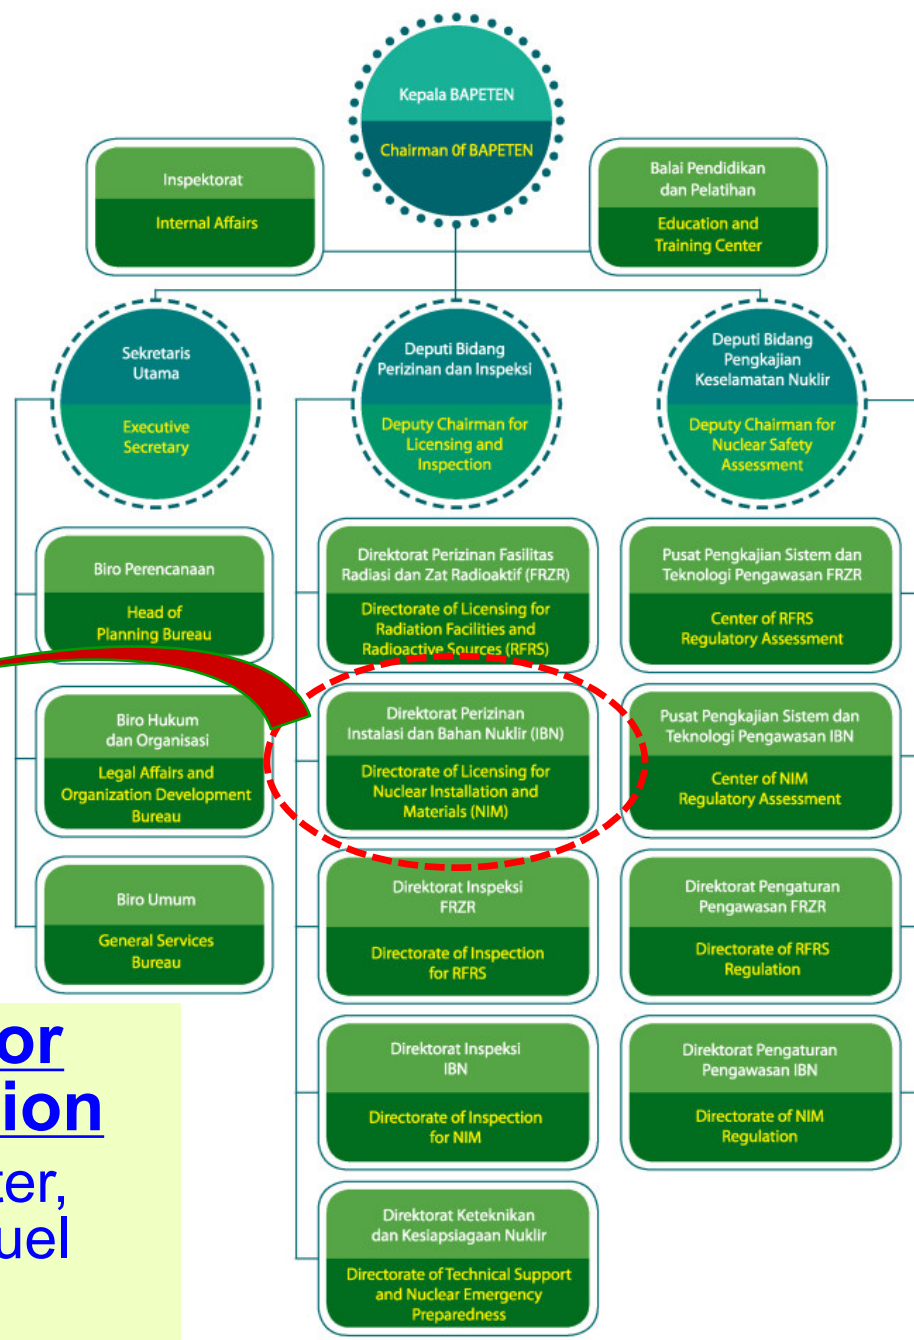 Kepala BAPETEN
Chairman 0f BAPETEN
Inspektorat
Internal Affairs
Balai Pendidikan
dan Pelatihan
Education and
Training Center
Sekretaris
Utama
Executive
Secretary
Deputi Bidang
Perizinan dan Inspeksi
Deputy Chairman for
Licensing and
Inspection
Deputi Bidang
Pengkajian
Keselamatan Nuklir
Deputy Chairman for
Nuclear Safety
Assessment
Biro Perencanaan
Head of
Planning Bureau
Biro Hukum
dan Organisasi
Legal Affairs and
Organization Development
Bureau
Biro Umum
General Services
Bureau
Direktorat Perizinan Fasilitas
Radiasi dan Zat Radioaktif (FRZR)
Directorate of Licensing for
Radiation Facilities and
Radioactive Sources (RFRS)
Direktorat Perizinan
Instalasi dan Bahan Nuklir (IBN)
Directorate of Licensing for
Nuclear Installation and
Materials (NIM)
Direktorat Inspeksi
FRZR
Directorate of Inspection
for RFRS
Direktorat Inspeksi
IBN
Directorate of Inspection
for NIM
Direktorat Keteknikan
dan Kesiapsiagaan Nuklir
Directorate of Technical Support
and Nuclear Emergency
Preparedness
Pusat Pengkajian Sistem dan
Teknologi Pengawasan FRZR
Center of RFRS
Regulatory Assessment
Pusat Pengkajian Sistem dan
Teknologi Pengawasan IBN
Center of NIM
Regulatory Assessment
Direktorat Pengaturan
Pengawasan FRZR
Directorate of RFRS
Regulation
Direktorat Pengaturan
Pengawasan IBN
Directorate of NIM
Regulation
or
ion
ter,
uel